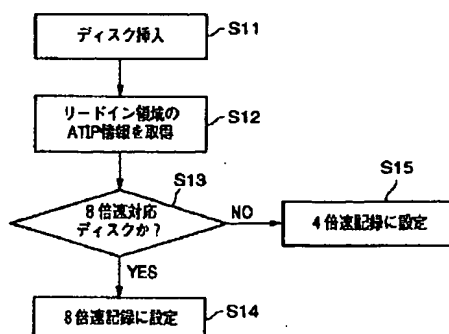 ディスク挿入
S11
リードイン領域の
ATIP情報を取得
S12
S13
8倍速対応
ディスクか?
NO
S15
4倍速記録に設定
YES
8倍速記録に設定
S14